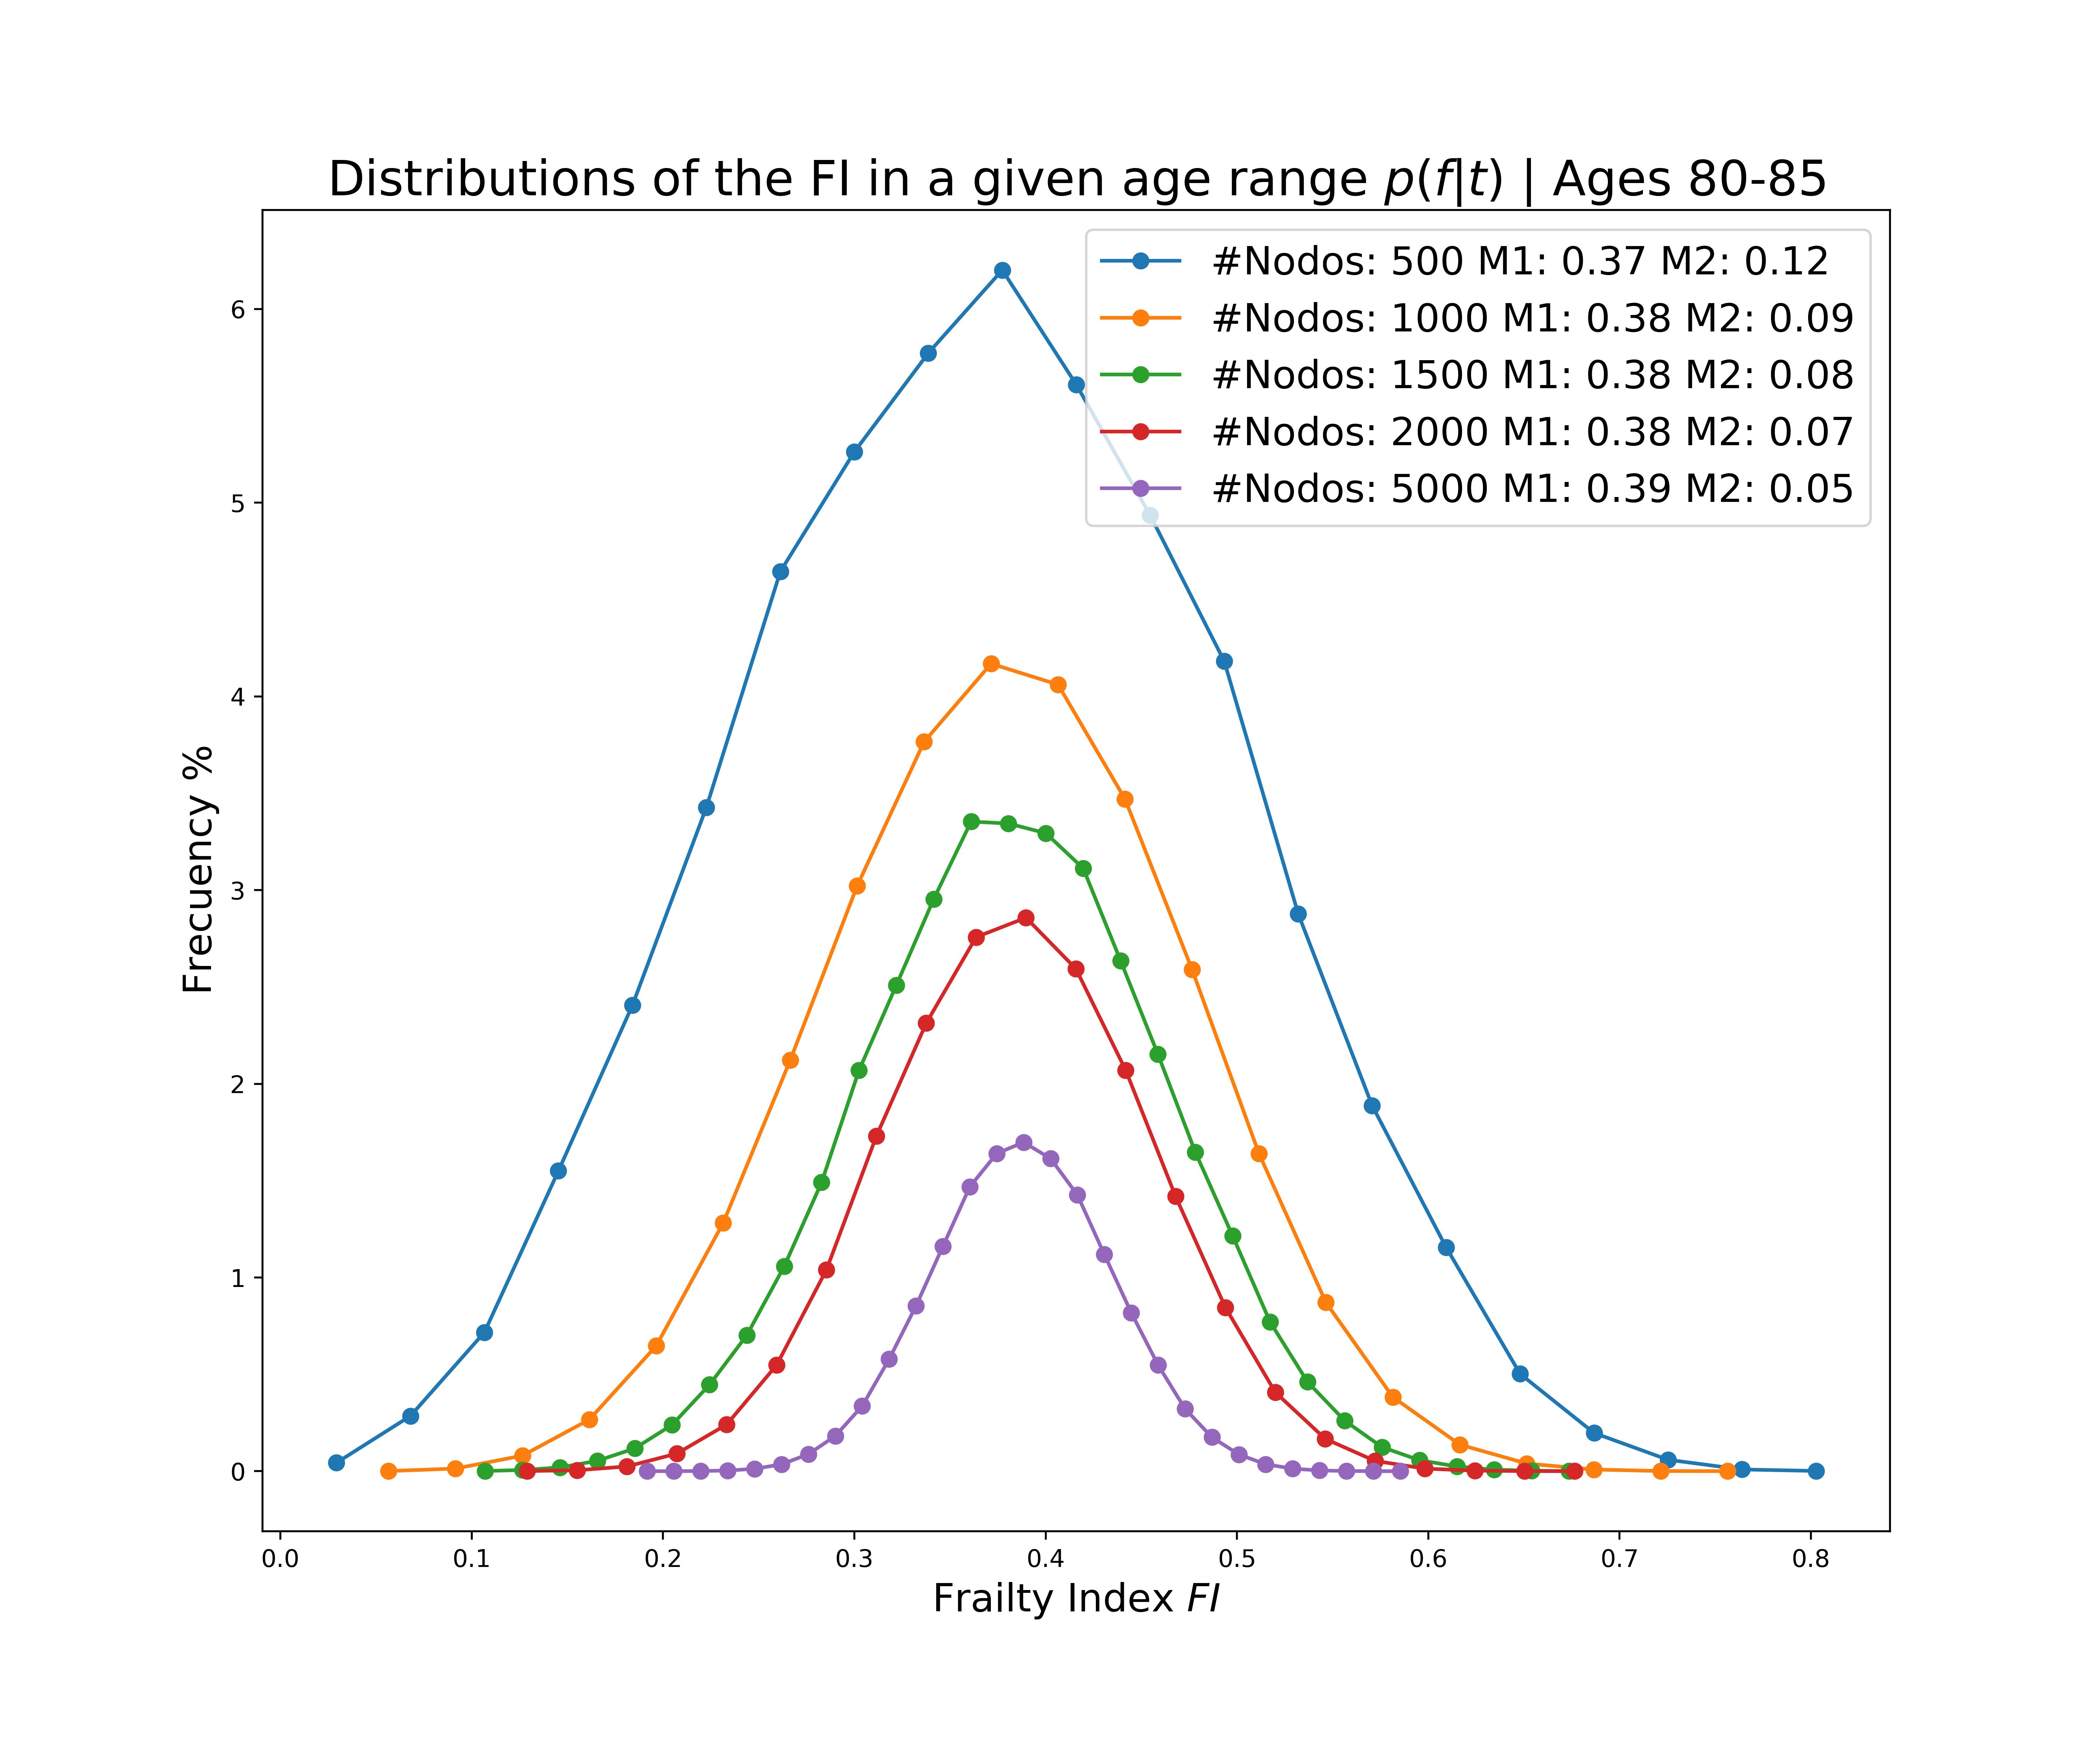 Distributions of the FI in a given age range p(f|t) | Ages 80-85
#Nodos: 500 M1: 0.37 M2: 0.12
#Nodos: 1000 M1: 0.38 M2: 0.09
#Nodos: 1500 M1: 0.38 M2: 0.08
#Nodos: 2000 M1: 0.38 M2: 0.07
#Nodos: 5000 M1: 0.39 M2: 0.05
Frecuency %
6
5
4
3
2
1
0
0.0 0.1 0.2 0.3 0.4 0.5 0.6 0.7 0.8
Frailty Index FI